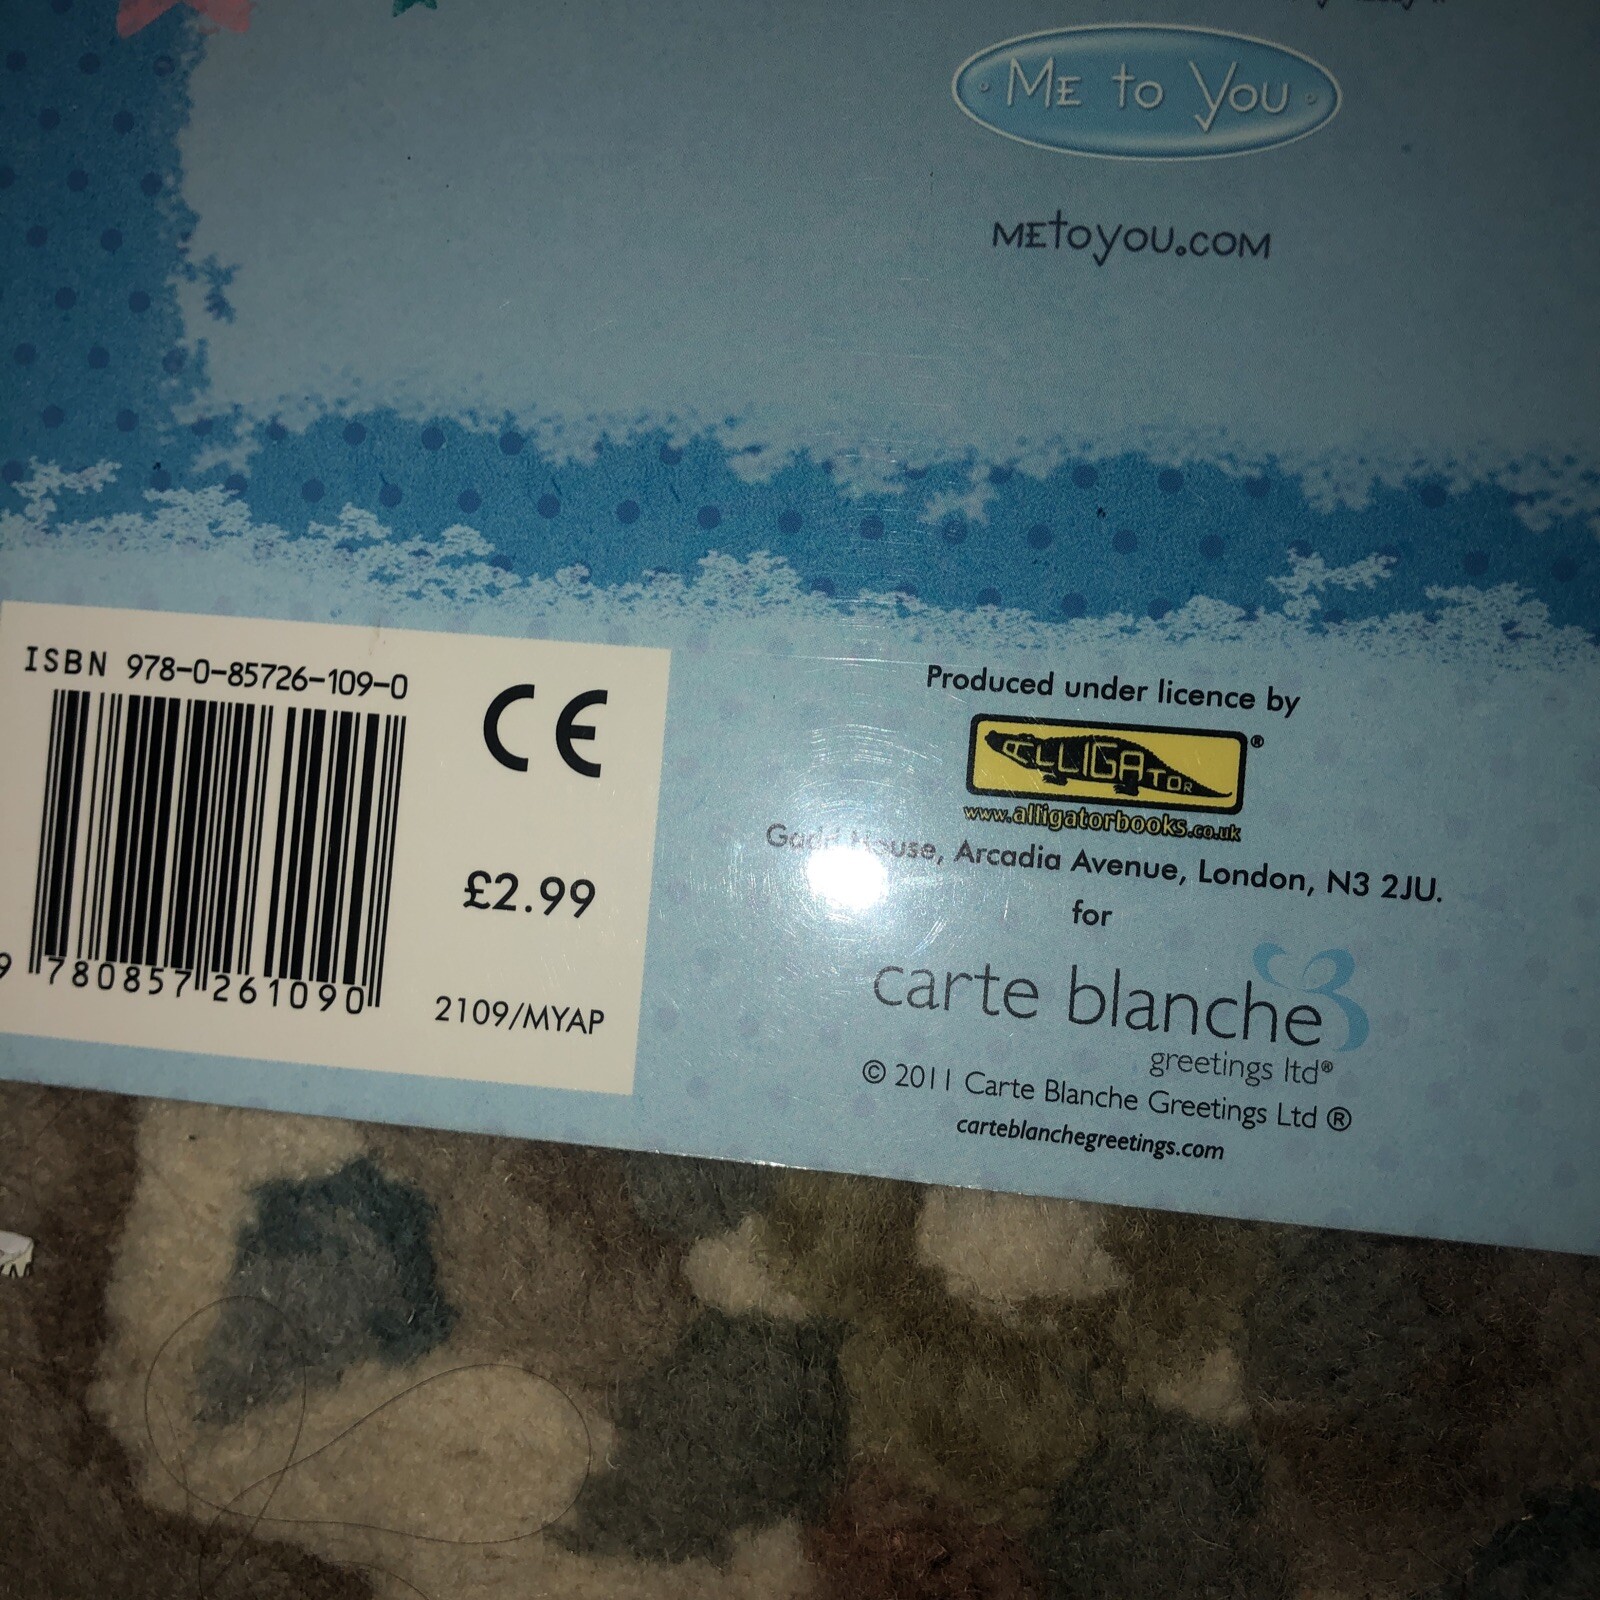 ME to YOU
METOYOU.COM
ISBN 978-0-85726-109-0
CE
£2.99
9 780857 261090
2109/MYAP
Produced under licence by
ALLIGATOR ®
www.alligatorbooks.co.uk
House, Arcadia Avenue, London, N3 2JU.
for
carte blanche
greetings ltd®
© 2011 Carte Blanche Greetings Ltd ®
carteblanchegreetings.com